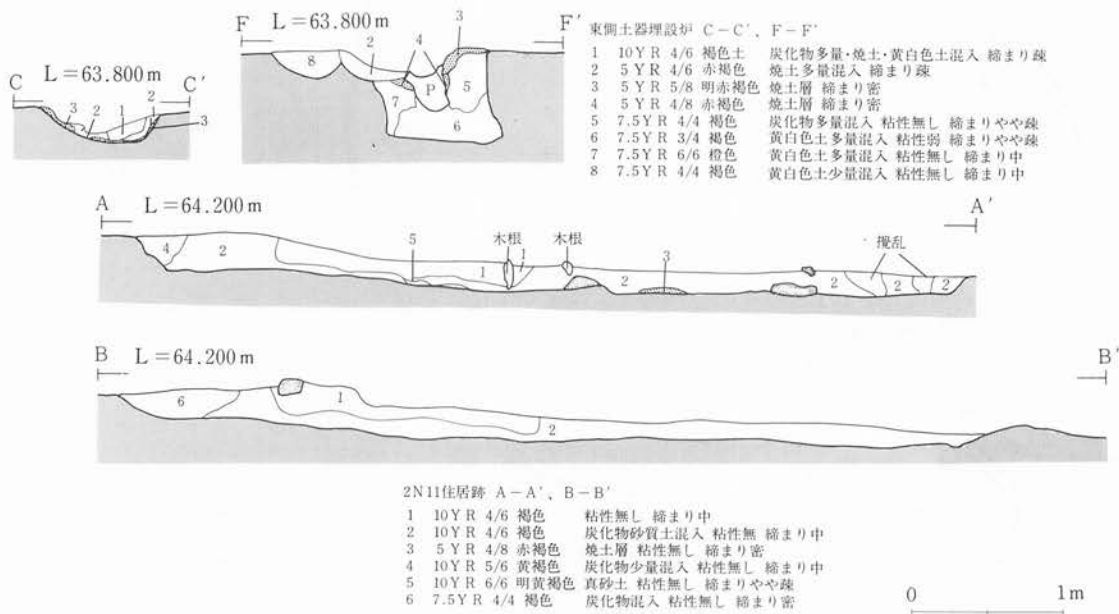 F L=63.800m F'
3
2 4
8
7 P 5
6
C L=63.800m C'
3 2 1 2
3
東側土器埋設炉 C-C'、F-F'
1 10YR 4/6 褐色土 炭化物多量・焼土・黄白色土混入 締まり疎
2 5YR 4/6 赤褐色 焼土多量混入 締まり疎
3 5YR 5/8 明赤褐色 焼土層 締まり密
4 5YR 4/8 赤褐色 焼土層 締まり密
5 7.5YR 4/4 褐色 炭化物多量混入 粘性無し 締まりやや疎
6 7.5YR 3/4 褐色 黄白色土多量混入 粘性弱 締まりやや疎
7 7.5YR 6/6 橙色 黄白色土多量混入 粘性無し 締まり中
8 7.5YR 4/4 褐色 黄白色土少量混入 粘性無し 締まり中
A L=64.200m A'
5 木根 1 木根 3 攪乱
4 2 1 2 2 2 2
B L=64.200m B'
6 1 2
2N11住居跡 A-A'、B-B'
1 10YR 4/6 褐色 粘性無し 締まり中
2 10YR 4/6 褐色 炭化物砂質土混入 粘性無 締まり中
3 5YR 4/8 赤褐色 焼土層 粘性無し 締まり密
4 10YR 5/6 黄褐色 炭化物少量混入 粘性無し 締まり中
5 10YR 6/6 明黄褐色 真砂土 粘性無し 締まりやや疎
6 7.5YR 4/4 褐色 炭化物混入 粘性無し 締まり密
0 1m